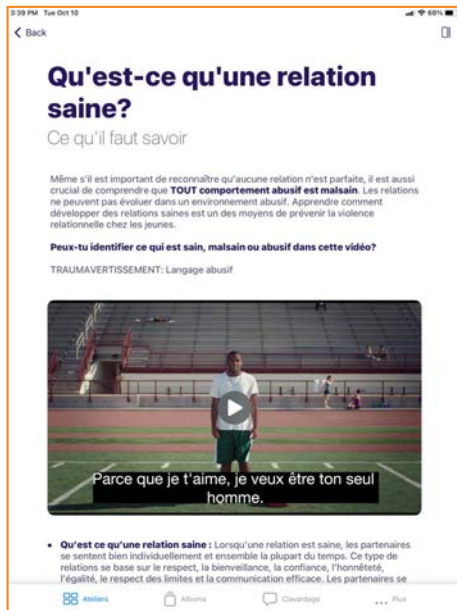 3:39 PM Tue Oct 10
68%
Back
Qu'est-ce qu'une relation
saine?
Ce qu'il faut savoir
Même s'il est important de reconnaître qu'aucune relation n'est parfaite, il est aussi
crucial de comprendre que TOUT comportement abusif est malsain. Les relations
ne peuvent pas évoluer dans un environnement abusif. Apprendre comment
développer des relations saines est un des moyens de prévenir la violence
relationnelle chez les jeunes.
Peux-tu identifier ce qui est sain, malsain ou abusif dans cette vidéo?
TRAUMAVERTISSEMENT: Langage abusif
Parce que je t'aime, je veux être ton seul
homme.
• Qu'est ce qu'une relation saine : Lorsqu'une relation est saine, les partenaires
se sentent bien individuellement et ensemble la plupart du temps. Ce type de
relations se base sur le respect, la bienveillance, la confiance, l'honnêteté,
l'égalité, le respect des limites et la communication efficace. Les partenaires se
Ateliers
Albums
Clavardage
Plus